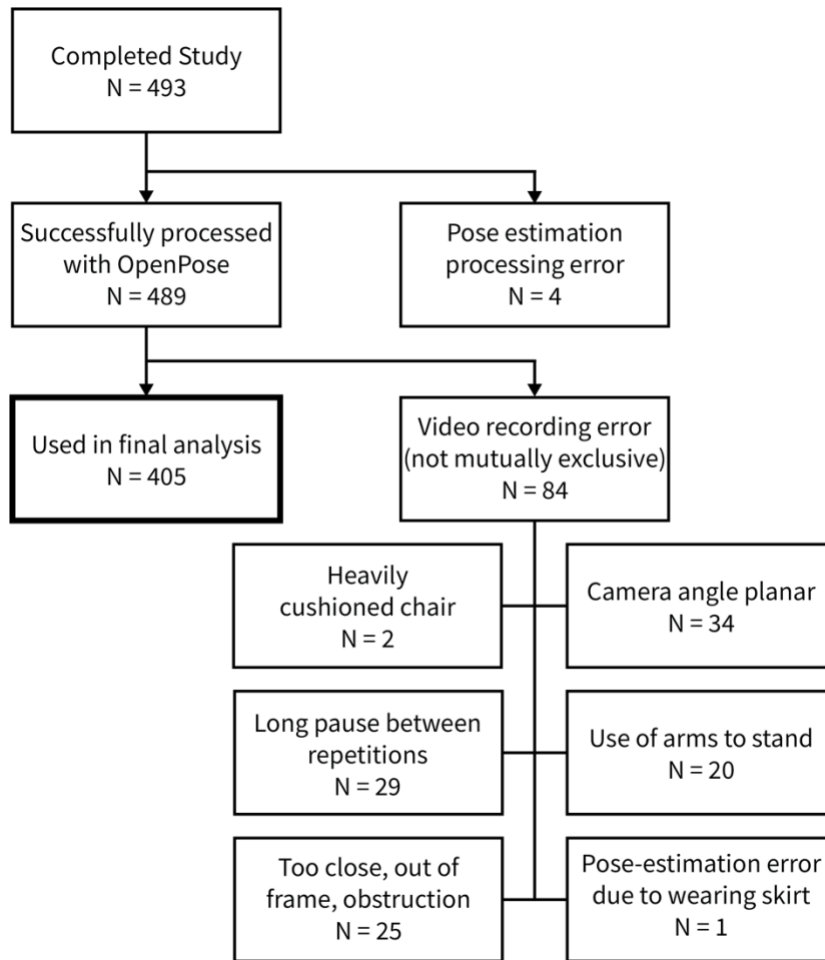 Completed Study
N = 493
Successfully processed
with OpenPose
N = 489
Pose estimation
processing error
N = 4
Used in final analysis
N = 405
Video recording error
(not mutually exclusive)
N = 84
Heavily
cushioned chair
N = 2
Camera angle planar
N = 34
Long pause between
repetitions
N = 29
Use of arms to stand
N = 20
Too close, out of
frame, obstruction
N = 25
Pose-estimation error
due to wearing skirt
N = 1